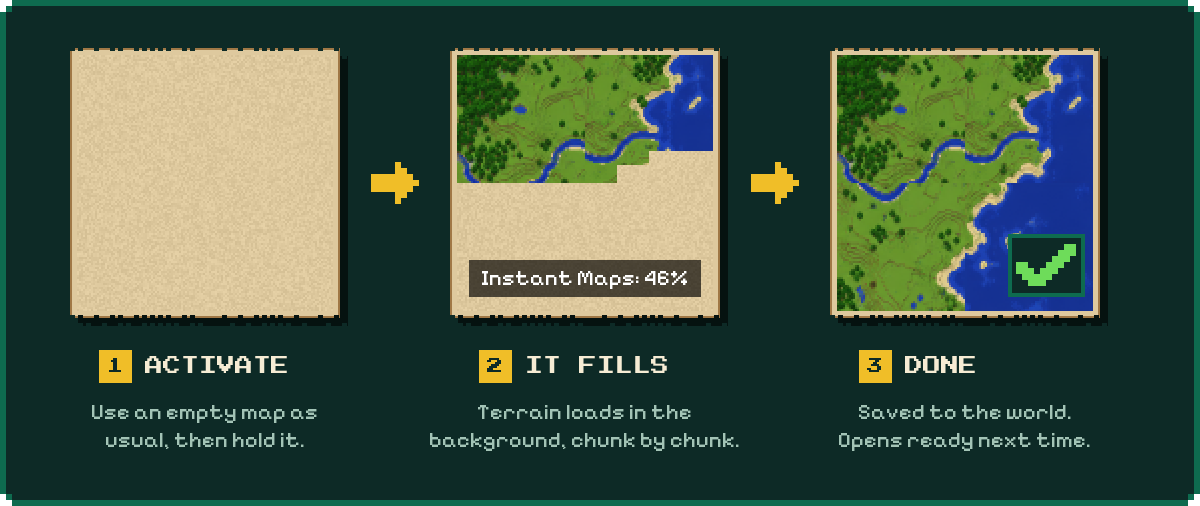 Instant Maps: 46%
1 ACTIVATE
Use an empty map as
usual, then hold it.
2 IT FILLS
Terrain loads in the
background, chunk by chunk.
3 DONE
Saved to the world.
Opens ready next time.